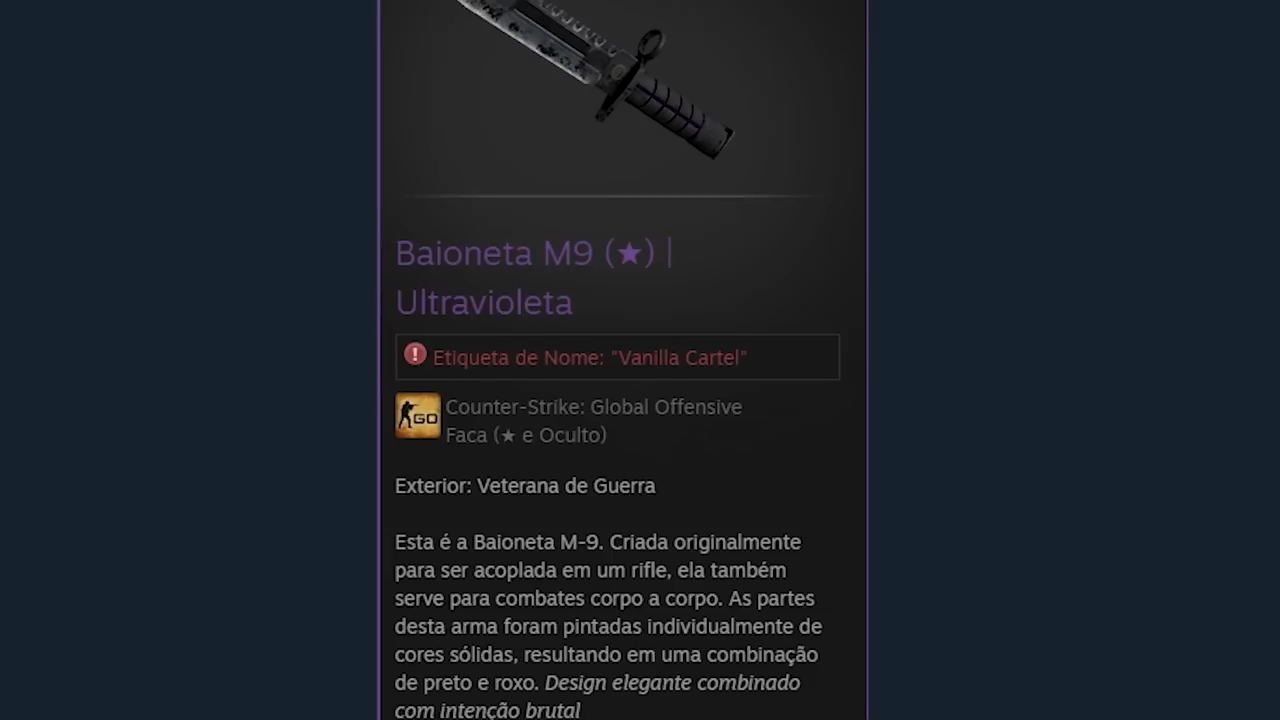 Baioneta M9 (★) |
Ultravioleta
Etiqueta de Nome: "Vanilla Cartel"
GO
Counter-Strike: Global Offensive
Faca (★ e Oculto)
Exterior: Veterana de Guerra
Esta é a Baioneta M-9. Criada originalmente
para ser acoplada em um rifle, ela também
serve para combates corpo a corpo. As partes
desta arma foram pintadas individualmente de
cores sólidas, resultando em uma combinação
de preto e roxo. Design elegante combinado
com intenção brutal